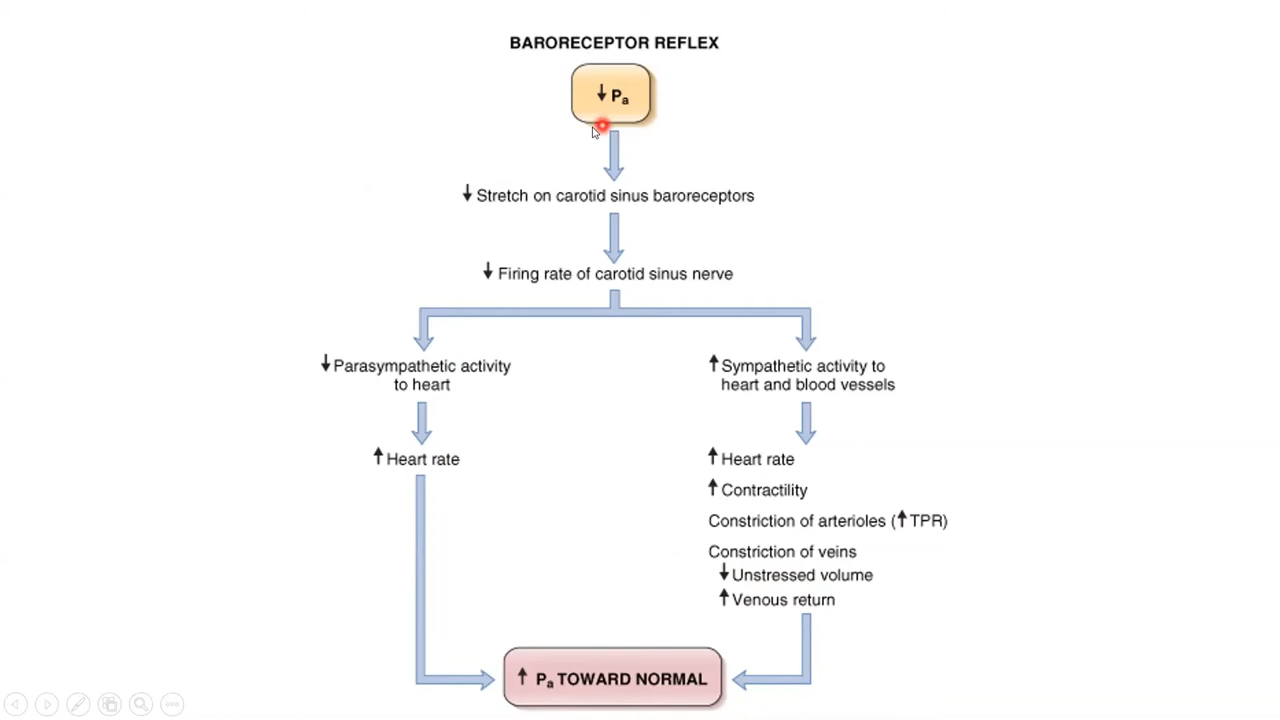 BARORECEPTOR REFLEX
↓ Pa
↓ Stretch on carotid sinus baroreceptors
↓ Firing rate of carotid sinus nerve
↓ Parasympathetic activity
to heart
↑ Heart rate
↑ Sympathetic activity to
heart and blood vessels
↑ Heart rate
↑ Contractility
Constriction of arterioles (↑ TPR)
Constriction of veins
↓ Unstressed volume
↑ Venous return
↑ Pa TOWARD NORMAL